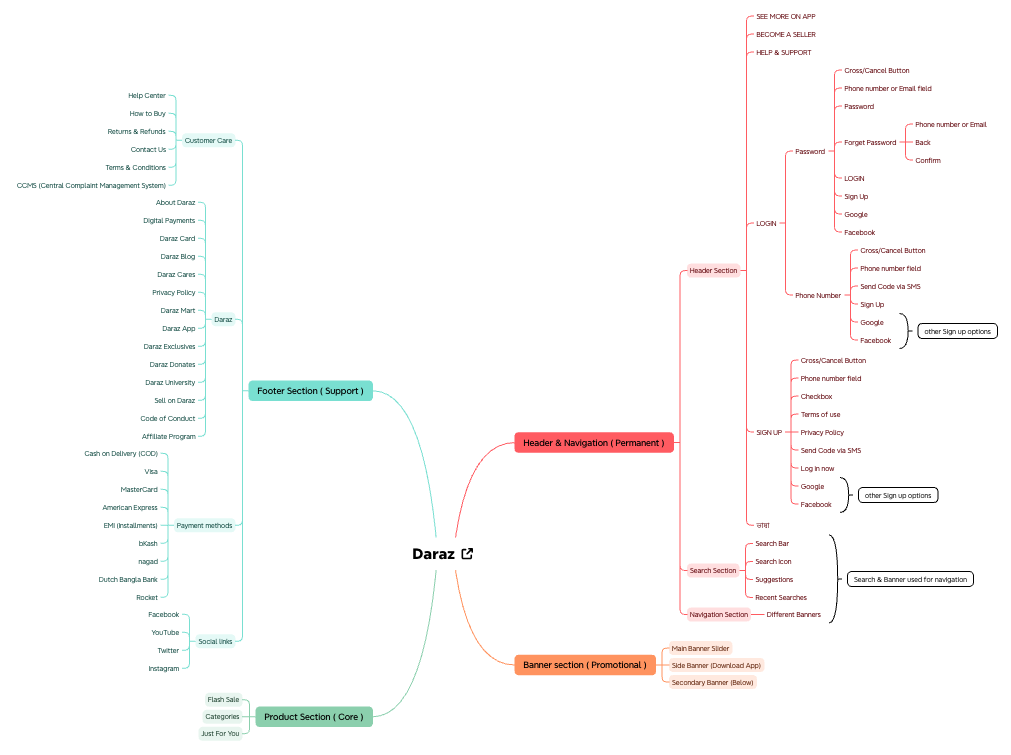 Daraz
Header & Navigation ( Permanent )
Header Section
SEE MORE ON APP
BECOME A SELLER
HELP & SUPPORT
LOGIN
Password
Cross/Cancel Button
Phone number or Email field
Password
Forget Password
Phone number or Email
Back
Confirm
LOGIN
Sign Up
Google
Facebook
Phone Number
Cross/Cancel Button
Phone number field
Send Code via SMS
Sign Up
Google
Facebook
other Sign up options
SIGN UP
Cross/Cancel Button
Phone number field
Checkbox
Terms of use
Privacy Policy
Send Code via SMS
Log in now
Google
Facebook
other Sign up options
ভাষা
Search Section
Search Bar
Search Icon
Suggestions
Recent Searches
Navigation Section
Different Banners
Search & Banner used for navigation
Banner section ( Promotional )
Main Banner Slider
Side Banner (Download App)
Secondary Banner (Below)
Footer Section ( Support )
Customer Care
Help Center
How to Buy
Returns & Refunds
Contact Us
Terms & Conditions
CCMS (Central Complaint Management System)
Daraz
About Daraz
Digital Payments
Daraz Card
Daraz Blog
Daraz Cares
Privacy Policy
Daraz Mart
Daraz App
Daraz Exclusives
Daraz Donates
Daraz University
Sell on Daraz
Code of Conduct
Affiliate Program
Payment methods
Cash on Delivery (COD)
Visa
MasterCard
American Express
EMI (Installments)
bKash
nagad
Dutch Bangla Bank
Rocket
Social links
Facebook
YouTube
Twitter
Instagram
Product Section ( Core )
Flash Sale
Categories
Just For You